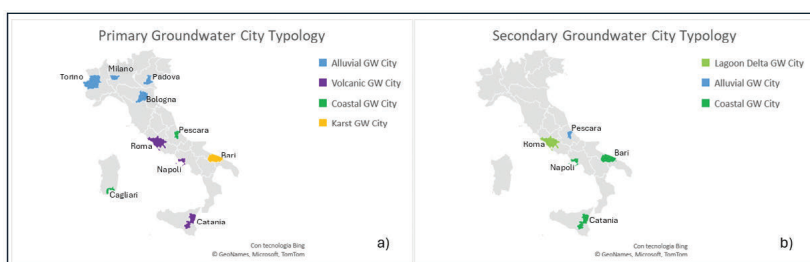 Primary Groundwater City Typology
Alluvial GW City
Volcanic GW City
Coastal GW City
Karst GW City
Torino
Milano
Padova
Bologna
Pescara
Roma
Napoli
Bari
Cagliari
Catania
Con tecnologia Bing
© GeoNames, Microsoft, TomTom
a)
Secondary Groundwater City Typology
Lagoon Delta GW City
Alluvial GW City
Coastal GW City
Pescara
Roma
Napoli
Bari
Catania
Con tecnologia Bing
© GeoNames, Microsoft, TomTom
b)